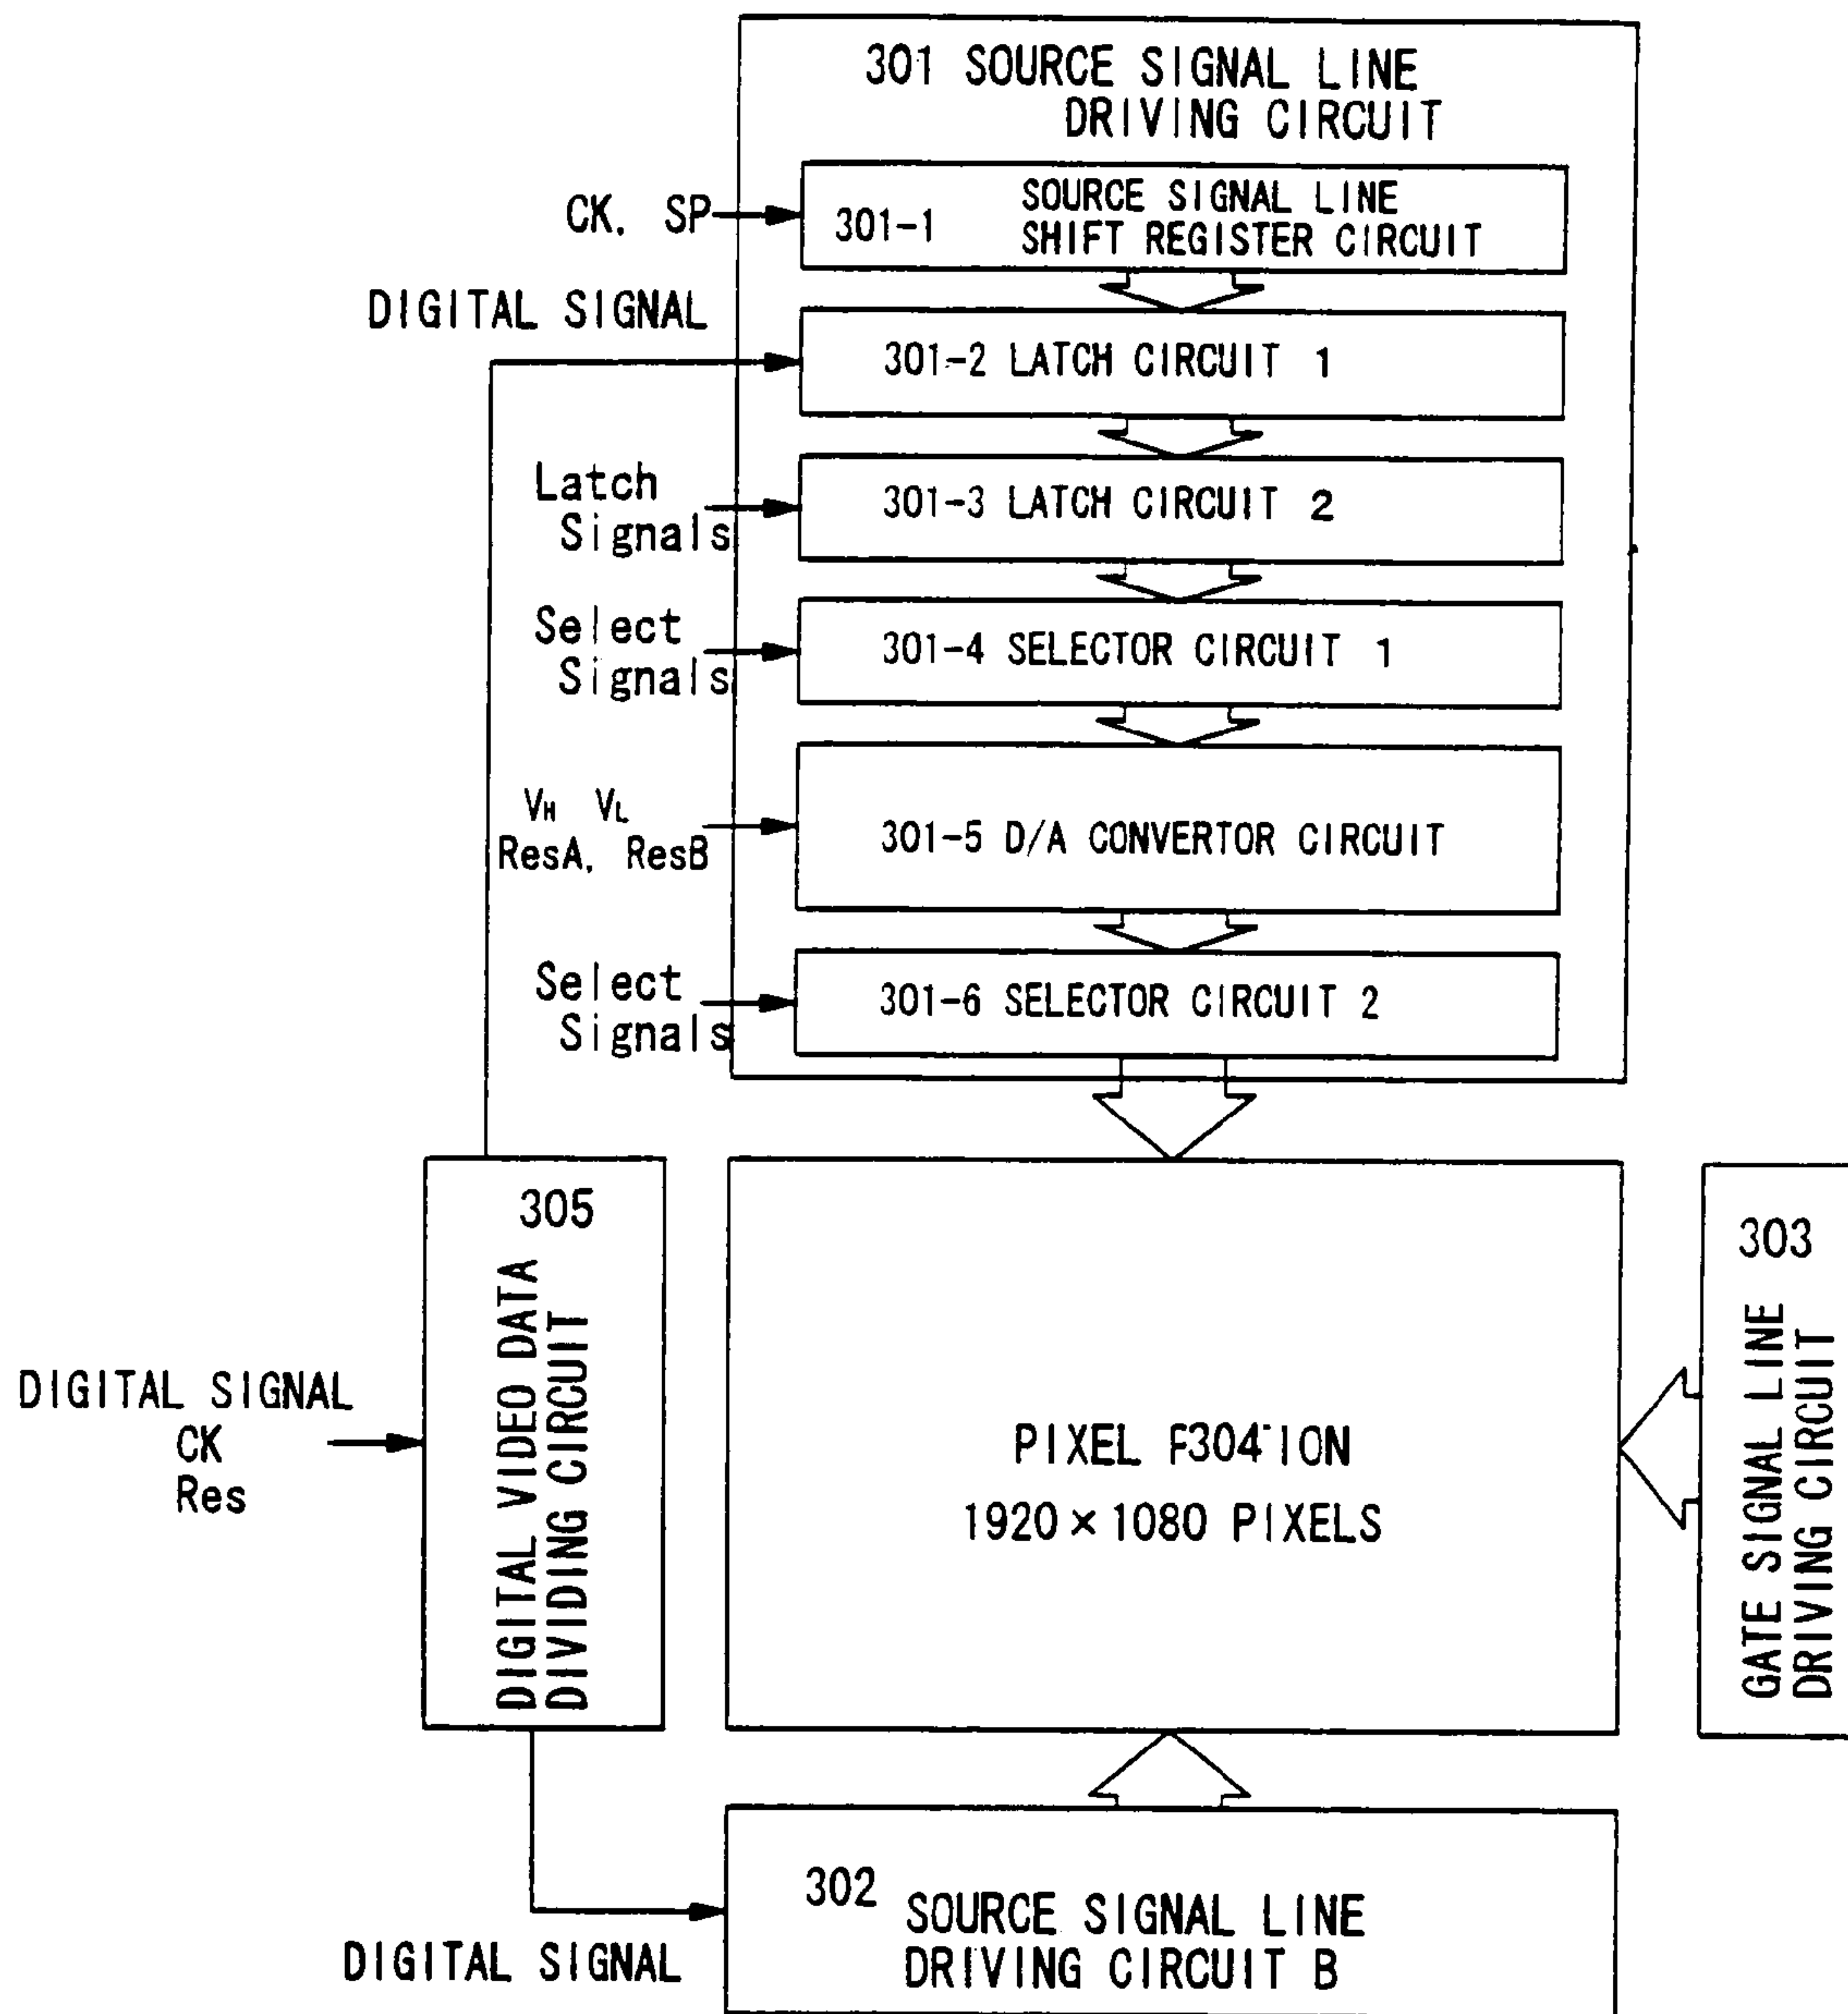 301 SOURCE SIGNAL LINE
DRIVING CIRCUIT
CK, SP
301-1
SOURCE SIGNAL LINE
SHIFT REGISTER CIRCUIT
DIGITAL SIGNAL
301-2 LATCH CIRCUIT 1
Latch
Signals
301-3 LATCH CIRCUIT 2
Select
Signals
301-4 SELECTOR CIRCUIT 1
VH VL
ResA, ResB
301-5 D/A CONVERTOR CIRCUIT
Select
Signals
301-6 SELECTOR CIRCUIT 2
305
DIGITAL VIDEO DATA
DIVIDING CIRCUIT
DIGITAL SIGNAL
CK
Res
PIXEL 304
1920 × 1080 PIXELS
303
GATE SIGNAL LINE
DRIVING CIRCUIT
302
SOURCE SIGNAL LINE
DRIVING CIRCUIT B
DIGITAL SIGNAL